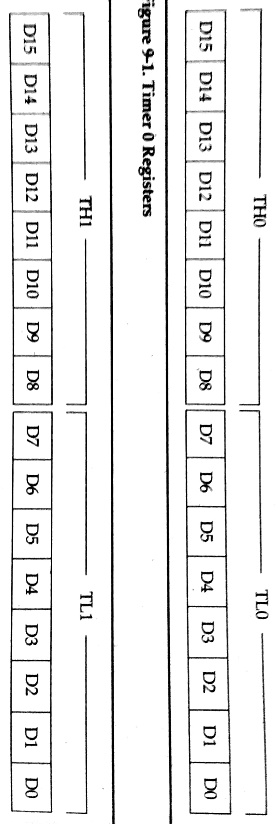 TH0 TL0
D15 D14 D13 D12 D11 D10 D9 D8 D7 D6 D5 D4 D3 D2 D1 D0
igure 9-1. Timer 0 Registers
TH1 TL1
D15 D14 D13 D12 D11 D10 D9 D8 D7 D6 D5 D4 D3 D2 D1 D0